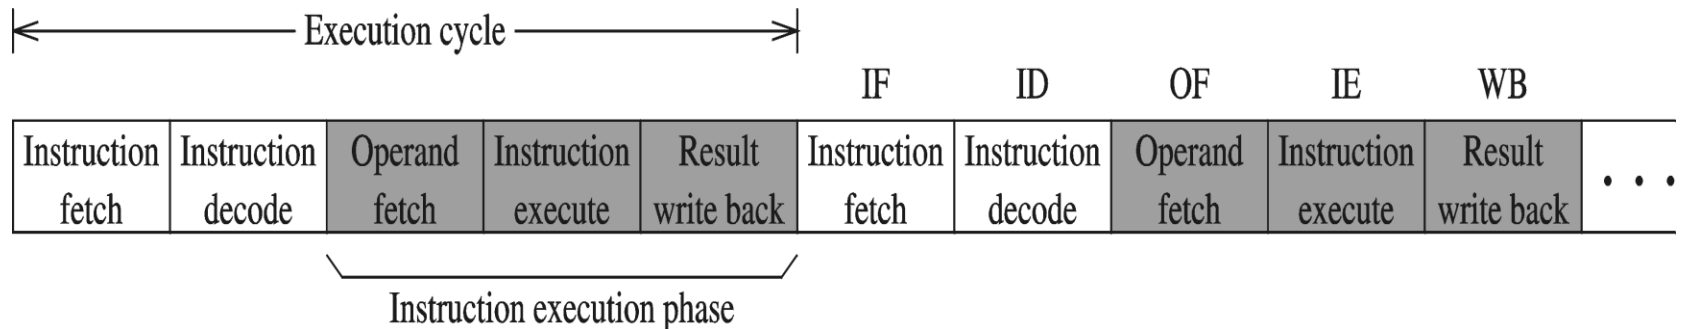 Execution cycle
IF ID OF IE WB
Instruction Instruction Operand Instruction Result Instruction Instruction Operand Instruction Result
fetch decode fetch execute write back fetch decode fetch execute write back
. . .
Instruction execution phase